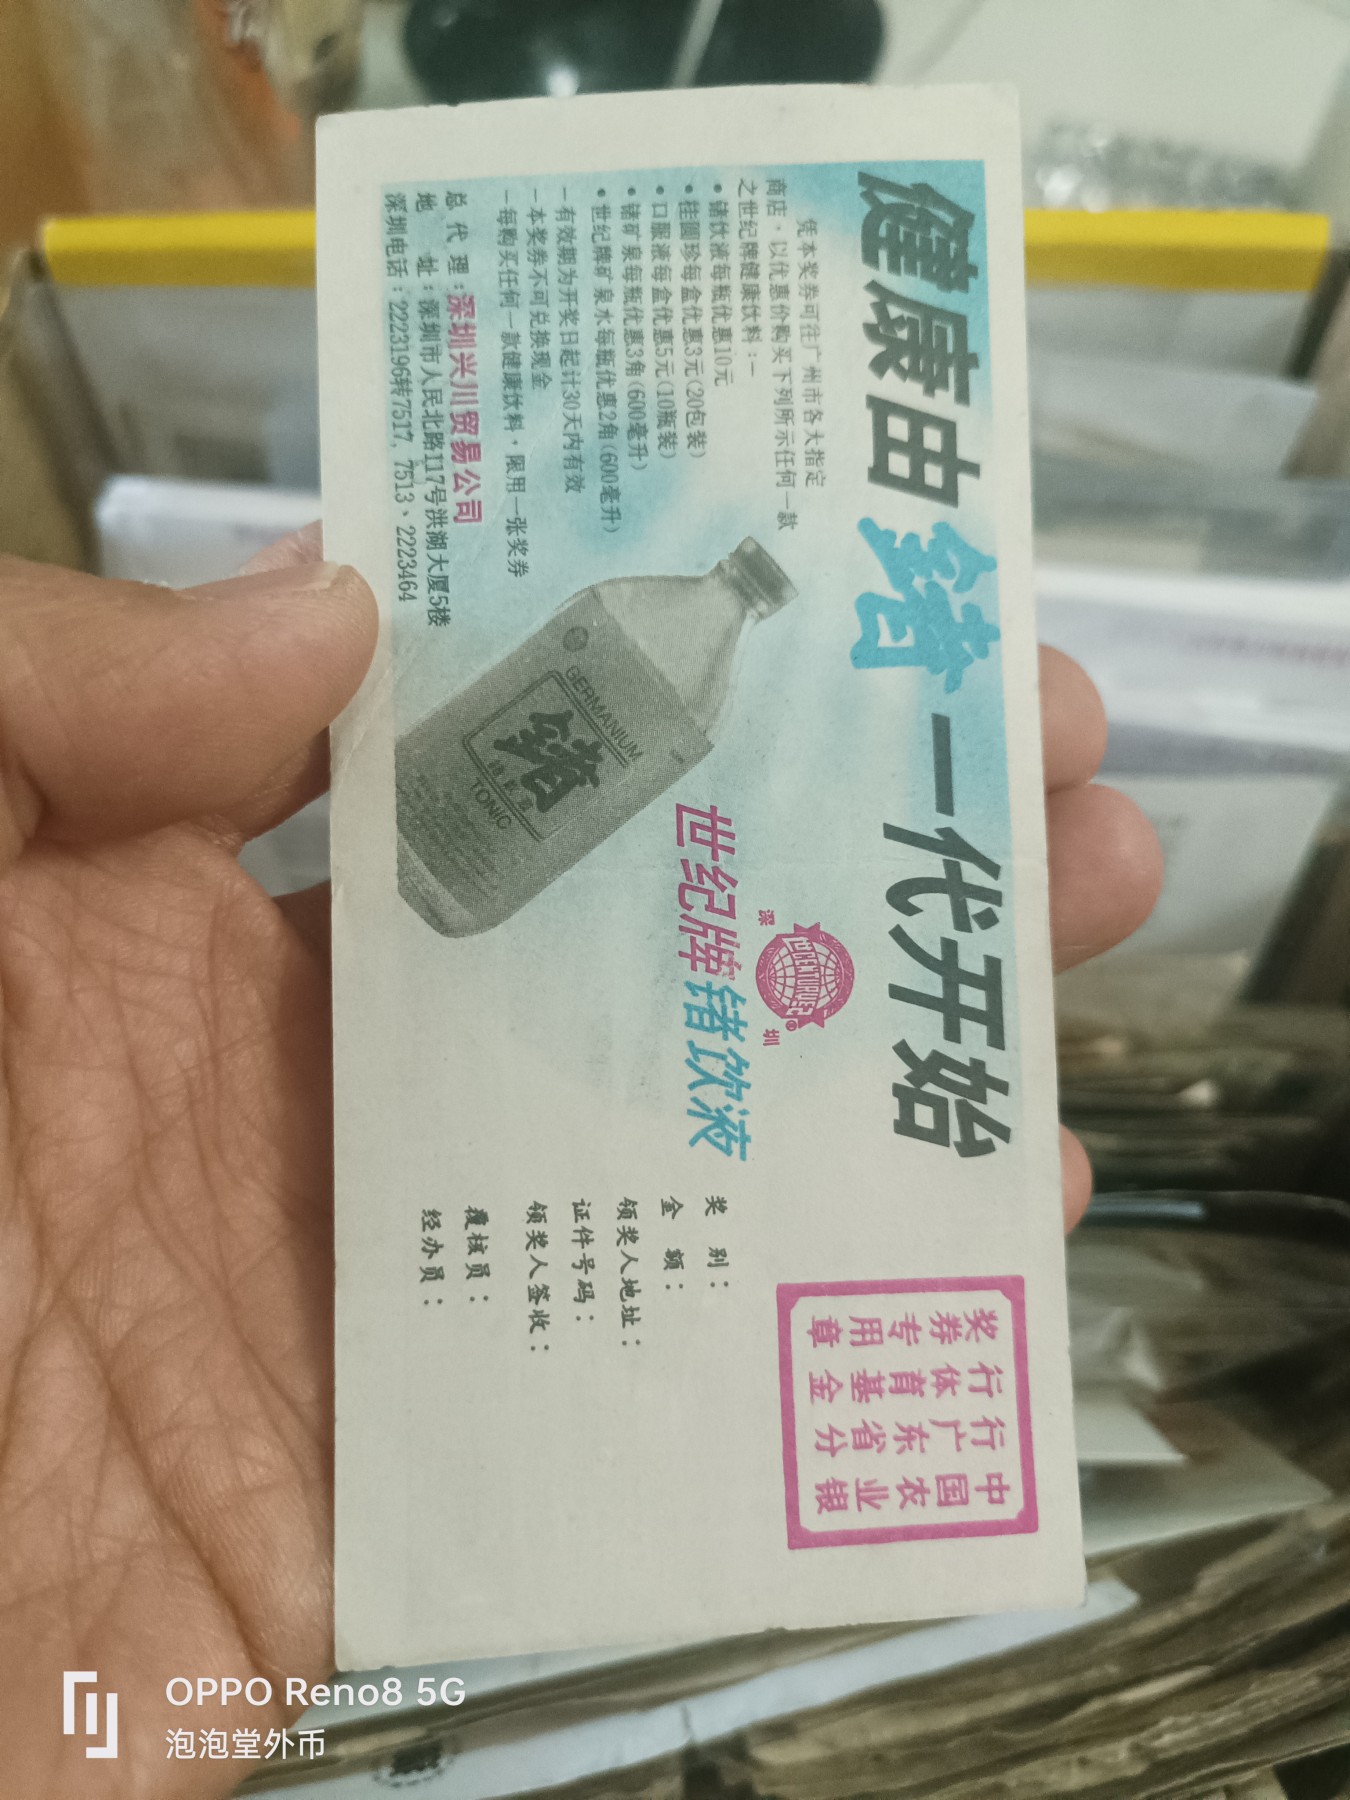 健康由锗一代开始
凭本奖券可往广州市各大指定
商店，以优惠价购买下列所示任何一款
之世纪牌健康饮料：—
•锗饮液每瓶优惠10元
•桂圆珍每盒优惠3元(20包装)
•口服液每盒优惠5元(10瓶装)
•锗矿泉每瓶优惠3角(600毫升)
•世纪牌矿泉水每瓶优惠2角(600毫升)
—有效期为开奖日起计30天内有效
—本奖券不可兑换现金
—每购买任何一款健康饮料，限用一张奖券
总代理：深圳兴川贸易公司
地 址：深圳市人民北路117号洪湖大厦5楼
深圳电话：2223196转7517, 7513、2223464
GERMANIUM
锗
TONIC
深 圳
世CENTURIES
®
世纪牌锗饮液
中国农业银
行广东省分
行体育基金
奖券专用章
奖 别：
金 额：
领奖人地址：
证件号码：
领奖人签收：
覆核员：
经办员：
OPPO Reno8 5G
泡泡堂外币